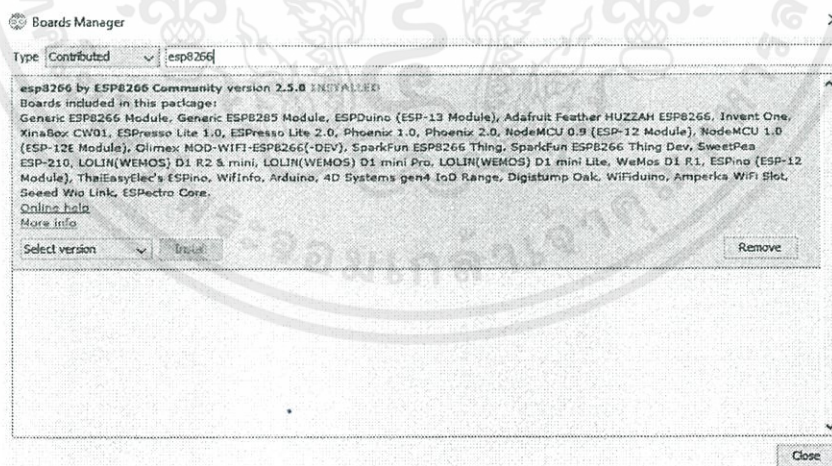 Boards Manager
Type Contributed esp8266
esp8266 by ESP8266 Community version 2.5.0 INSTALLED
Boards included in this package:
Generic ESP8266 Module, Generic ESP8285 Module, ESPDuino (ESP-13 Module), Adafruit Feather HUZZAH ESP8266, Invent One,
XinaBox CW01, ESPresso Lite 1.0, ESPresso Lite 2.0, Phoenix 1.0, Phoenix 2.0, NodeMCU 0.9 (ESP-12 Module), NodeMCU 1.0
(ESP-12E Module), Olimex MOD-WIFI-ESP8266(-DEV), SparkFun ESP8266 Thing, SparkFun ESP8266 Thing Dev, SweetPea
ESP-210, LOLIN(WEMOS) D1 R2 & mini, LOLIN(WEMOS) D1 mini Pro, LOLIN(WEMOS) D1 mini Lite, WeMos D1 R1, ESPino (ESP-12
Module), ThaiEasyElec's ESPino, WifInfo, Arduino, 4D Systems gen4 IoD Range, Digistump Oak, WiFiduino, Amperka WiFi Slot,
Seeed Wio Link, ESPectro Core.
Online help
More info
Select version Install Remove
Close